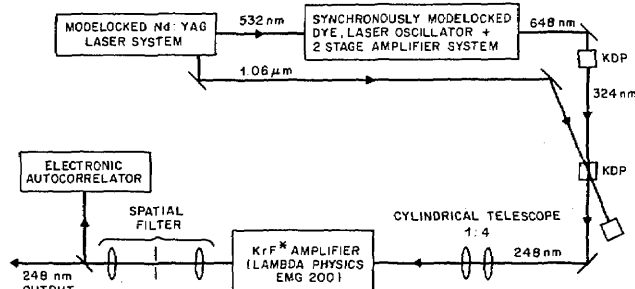 MODELOCKED Nd:YAG
LASER SYSTEM
532 nm
SYNCHRONOUSLY MODELOCKED
DYE, LASER OSCILLATOR +
2 STAGE AMPLIFIER SYSTEM
648 nm
KDP
1.06 μm
324 nm
KDP
ELECTRONIC
AUTOCORRELATOR
SPATIAL
FILTER
KrF* AMPLIFIER
(LAMBDA PHYSICS
EMG 200)
CYLINDRICAL TELESCOPE
1:4
248 nm
248 nm
OUTPUT